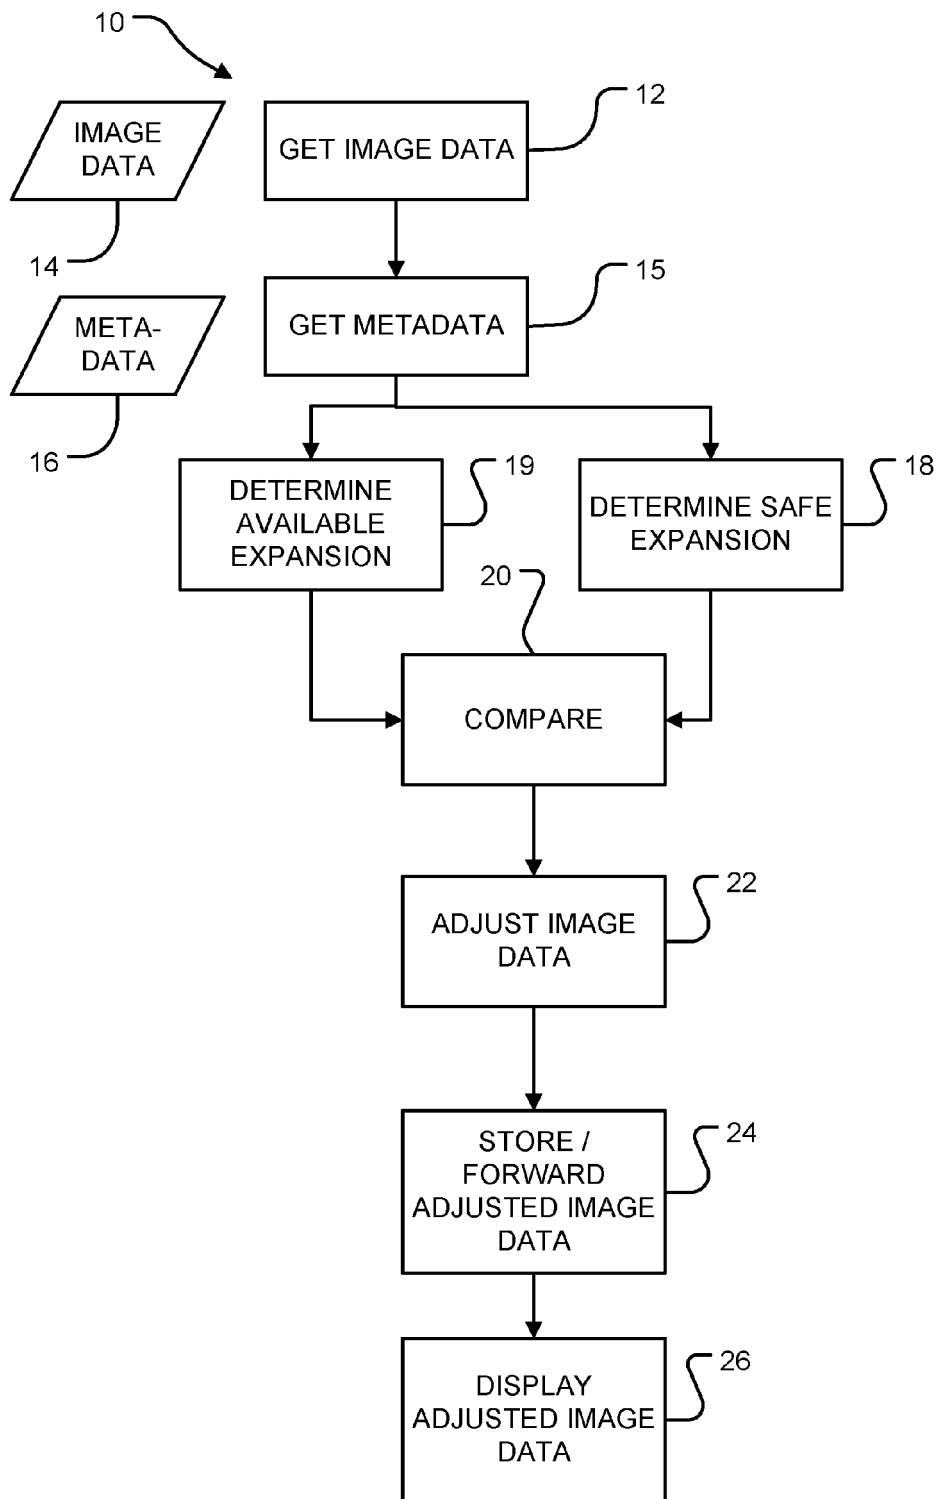 10
IMAGE
DATA
14
GET IMAGE DATA
12
META-
DATA
16
GET METADATA
15
DETERMINE
AVAILABLE
EXPANSION
19
DETERMINE SAFE
EXPANSION
18
20
COMPARE
ADJUST IMAGE
DATA
22
STORE /
FORWARD
ADJUSTED IMAGE
DATA
24
DISPLAY
ADJUSTED IMAGE
DATA
26